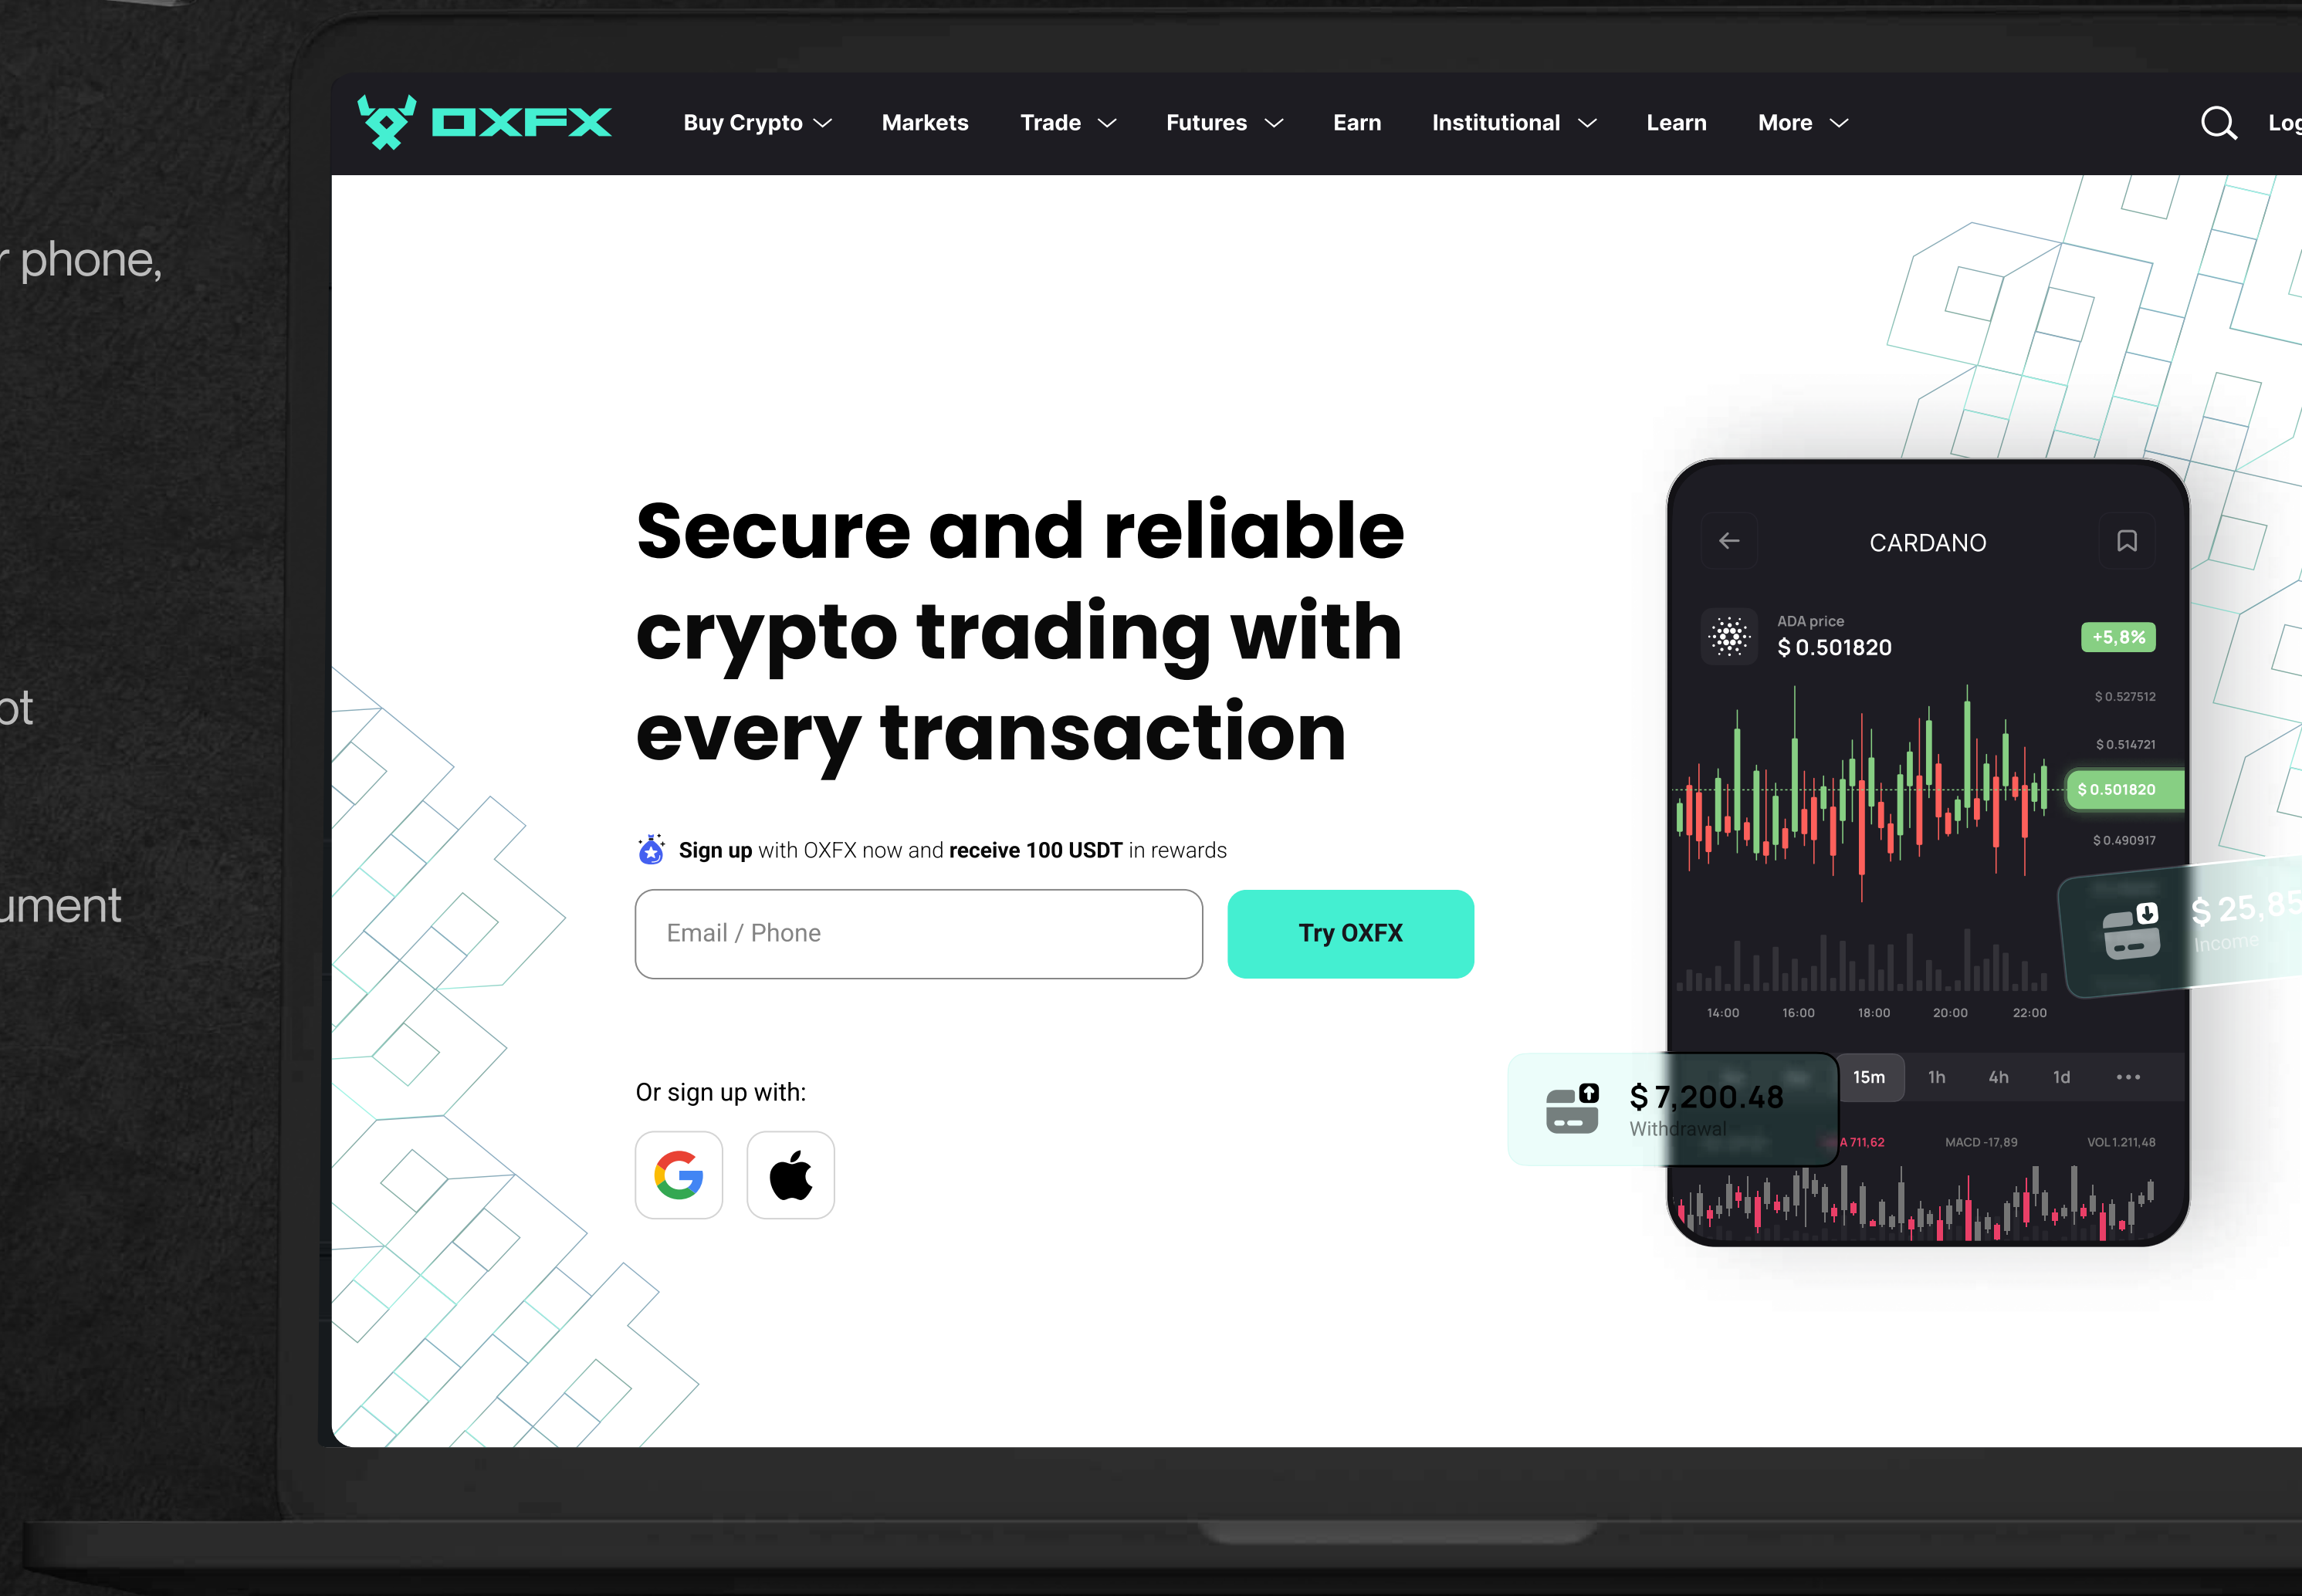 phone,
OXFX
Buy Crypto
Markets
Trade
Futures
Earn
Institutional
Learn
More
Secure and reliable
crypto trading with
every transaction
Sign up with OXFX now and receive 100 USDT in rewards
Email / Phone
Try OXFX
Or sign up with:
CARDANO
ADA price
$ 0.501820
+5,8%
$ 0.527512
$ 0.514721
$ 0.501820
$ 0.490917
$ 25,85
Income
14:00 16:00 18:00 20:00 22:00
15m 1h 4h 1d
$ 7,200.48
Withdrawal
A 711,62
MACD -17,89
VOL 1.211,48